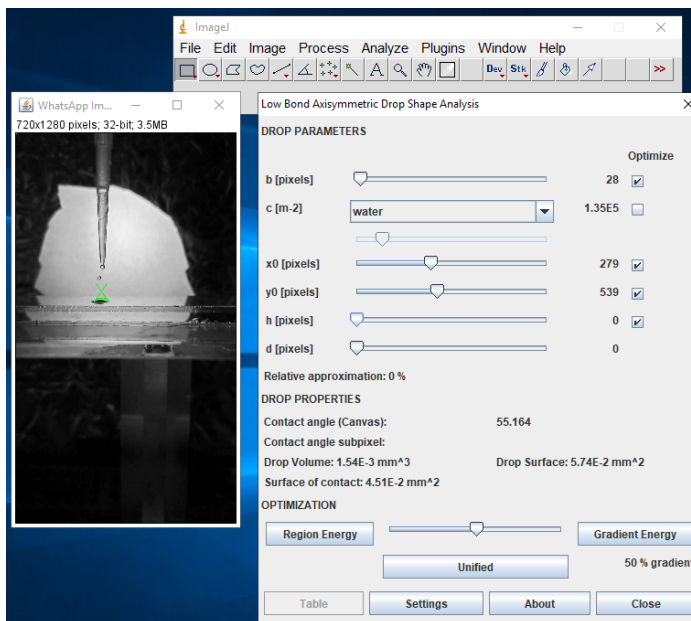 ImageJ
File Edit Image Process Analyze Plugins Window Help
A Dev Stk >>
WhatsApp Im...
720x1280 pixels; 32-bit; 3.5MB
Low Bond Axisymmetric Drop Shape Analysis
DROP PARAMETERS
Optimize
b [pixels] 28
c [m-2] water 1.35E5
x0 [pixels] 279
y0 [pixels] 539
h [pixels] 0
d [pixels] 0
Relative approximation: 0 %
DROP PROPERTIES
Contact angle (Canvas): 55.164
Contact angle subpixel:
Drop Volume: 1.54E-3 mm^3 Drop Surface: 5.74E-2 mm^2
Surface of contact: 4.51E-2 mm^2
OPTIMIZATION
Region Energy Gradient Energy
Unified 50 % gradient
Table Settings About Close